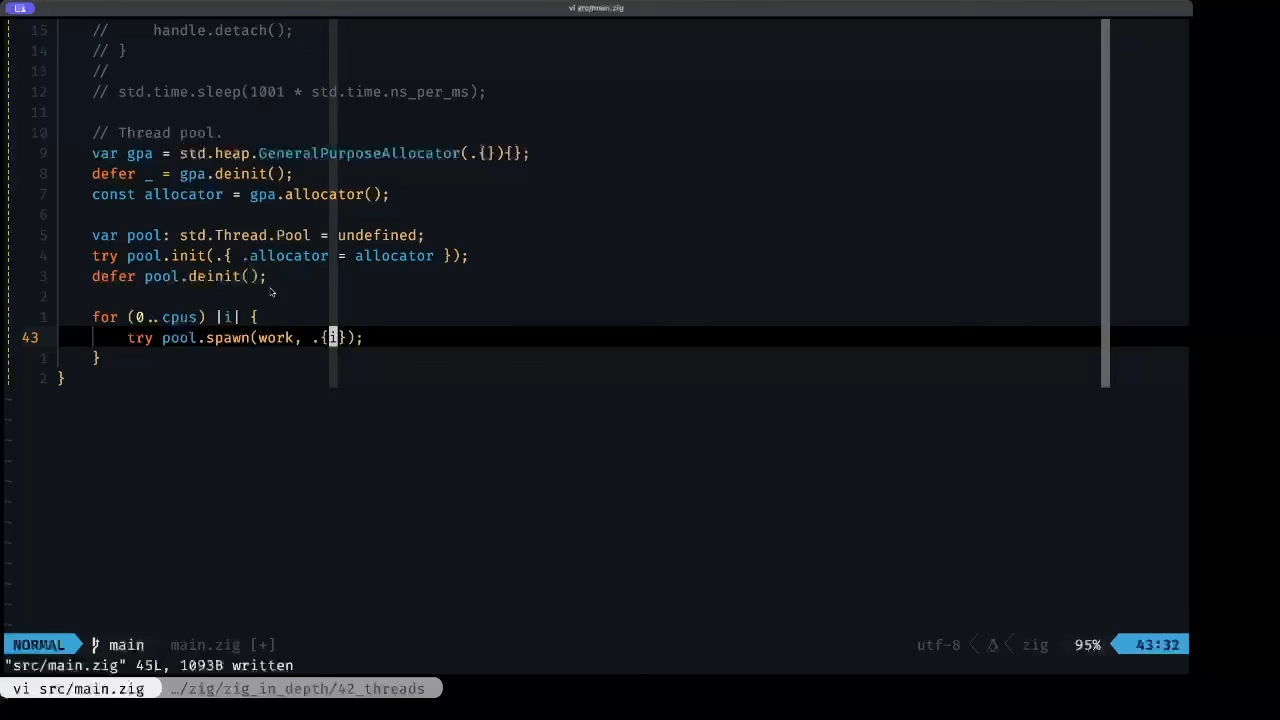 vi src/main.zig
15 //     handle.detach();
14 // }
13 //
12 // std.time.sleep(1001 * std.time.ns_per_ms);
11
10 // Thread pool.
9 var gpa = std.heap.GeneralPurposeAllocator(.{}){};
8 defer _ = gpa.deinit();
7 const allocator = gpa.allocator();
6
5 var pool: std.Thread.Pool = undefined;
4 try pool.init(.{ .allocator = allocator });
3 defer pool.deinit();
2
1 for (0..cpus) |i| {
43 try pool.spawn(work, .{i});
1 }
2 }
~
~
~
~
~
~
~
~
~
~
~
~
NORMAL main main.zig [+] utf-8 zig 95% 43:32
"src/main.zig" 45L, 1093B written
vi src/main.zig …/zig/zig_in_depth/42_threads